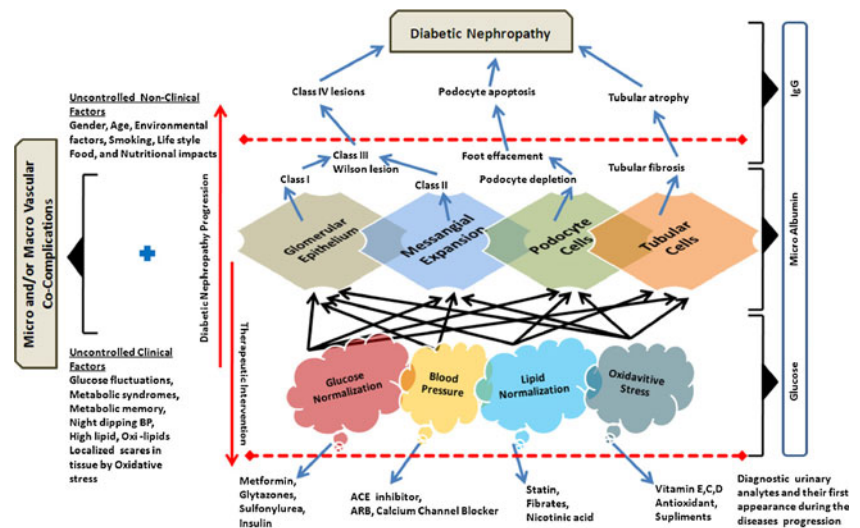 Diabetic Nephropathy
Class IV lesions
Podocyte apoptosis
Tubular atrophy
IgG
Uncontrolled Non-Clinical
Factors
Gender, Age, Environmental
factors, Smoking, Life style
Food, and Nutritional impacts
Class III
Wilson lesion
Foot effacement
Class I
Class II
Podocyte depletion
Tubular fibrosis
Micro and/or Macro Vascular
Co-Complications
Diabetic Nephropathy Progression
Glomerular
Epithelium
Messangial
Expansion
Podocyte
Cells
Tubular
Cells
Micro Albumin
Therapeutic Intervention
Uncontrolled Clinical
Factors
Glucose fluctuations,
Metabolic syndromes,
Metabolic memory,
Night dipping BP,
High lipid, Oxi -lipids
Localized scares in
tissue by Oxidative
stress
Glucose
Normalization
Blood
Pressure
Lipid
Normalization
Oxidavitive
Stress
Glucose
Metformin,
Glytazones,
Sulfonylurea,
Insulin
ACE inhibitor,
ARB, Calcium Channel Blocker
Statin,
Fibrates,
Nicotinic acid
Vitamin E,C,D
Antioxidant,
Supliments
Diagnostic urinary
analytes and their first
appearance during the
diseases progression